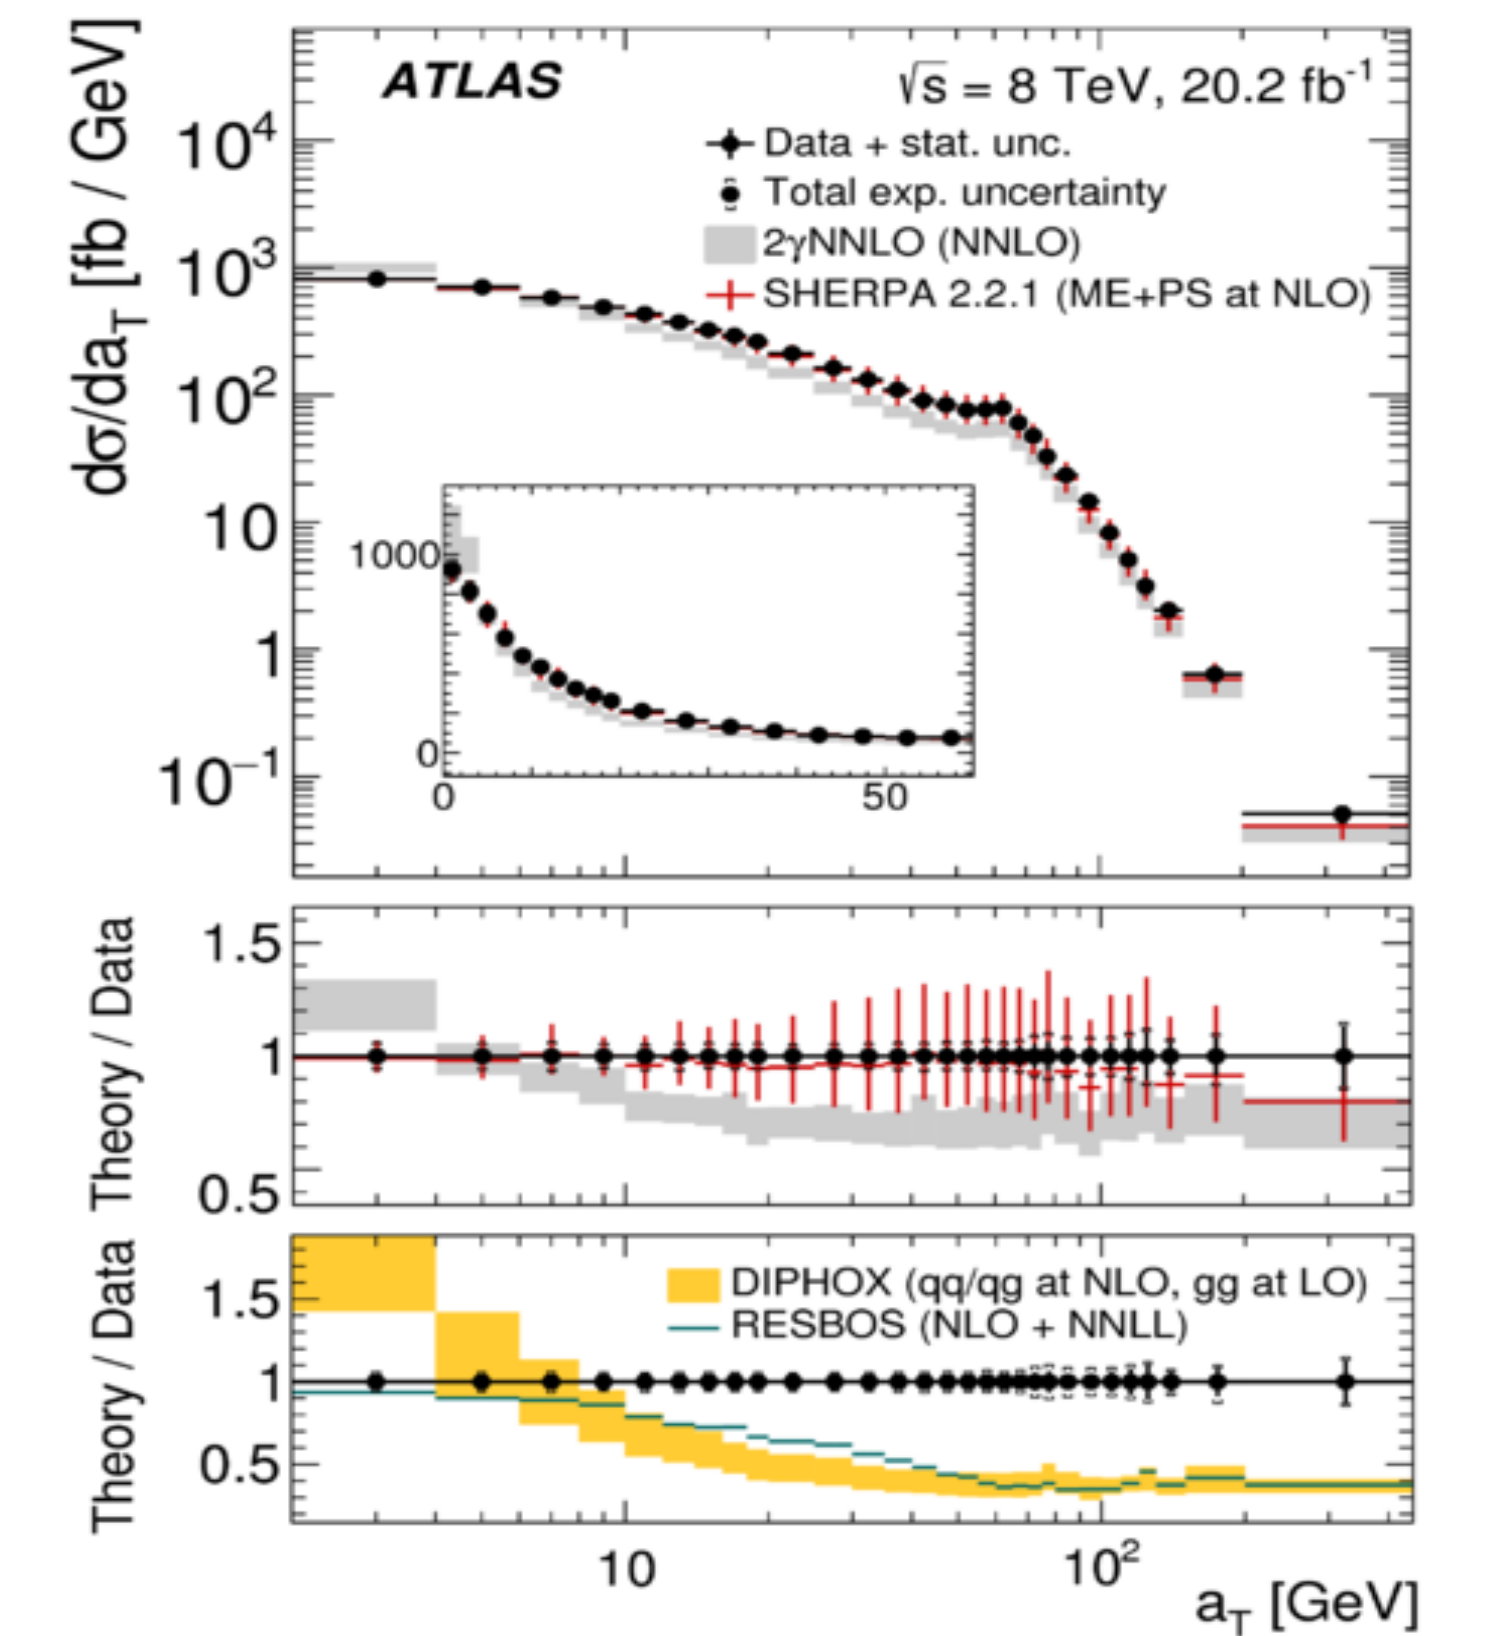 ATLAS
√s = 8 TeV, 20.2 fb⁻¹
Data + stat. unc.
Total exp. uncertainty
2γNNLO (NNLO)
SHERPA 2.2.1 (ME+PS at NLO)
dσ/da_T [fb / GeV]
10⁴
10³
10²
10
1
10⁻¹
1000
0
0 50
Theory / Data
1.5
1
0.5
Theory / Data
DIPHOX (qq/qg at NLO, gg at LO)
RESBOS (NLO + NNLL)
1.5
1
0.5
10 10²
a_T [GeV]